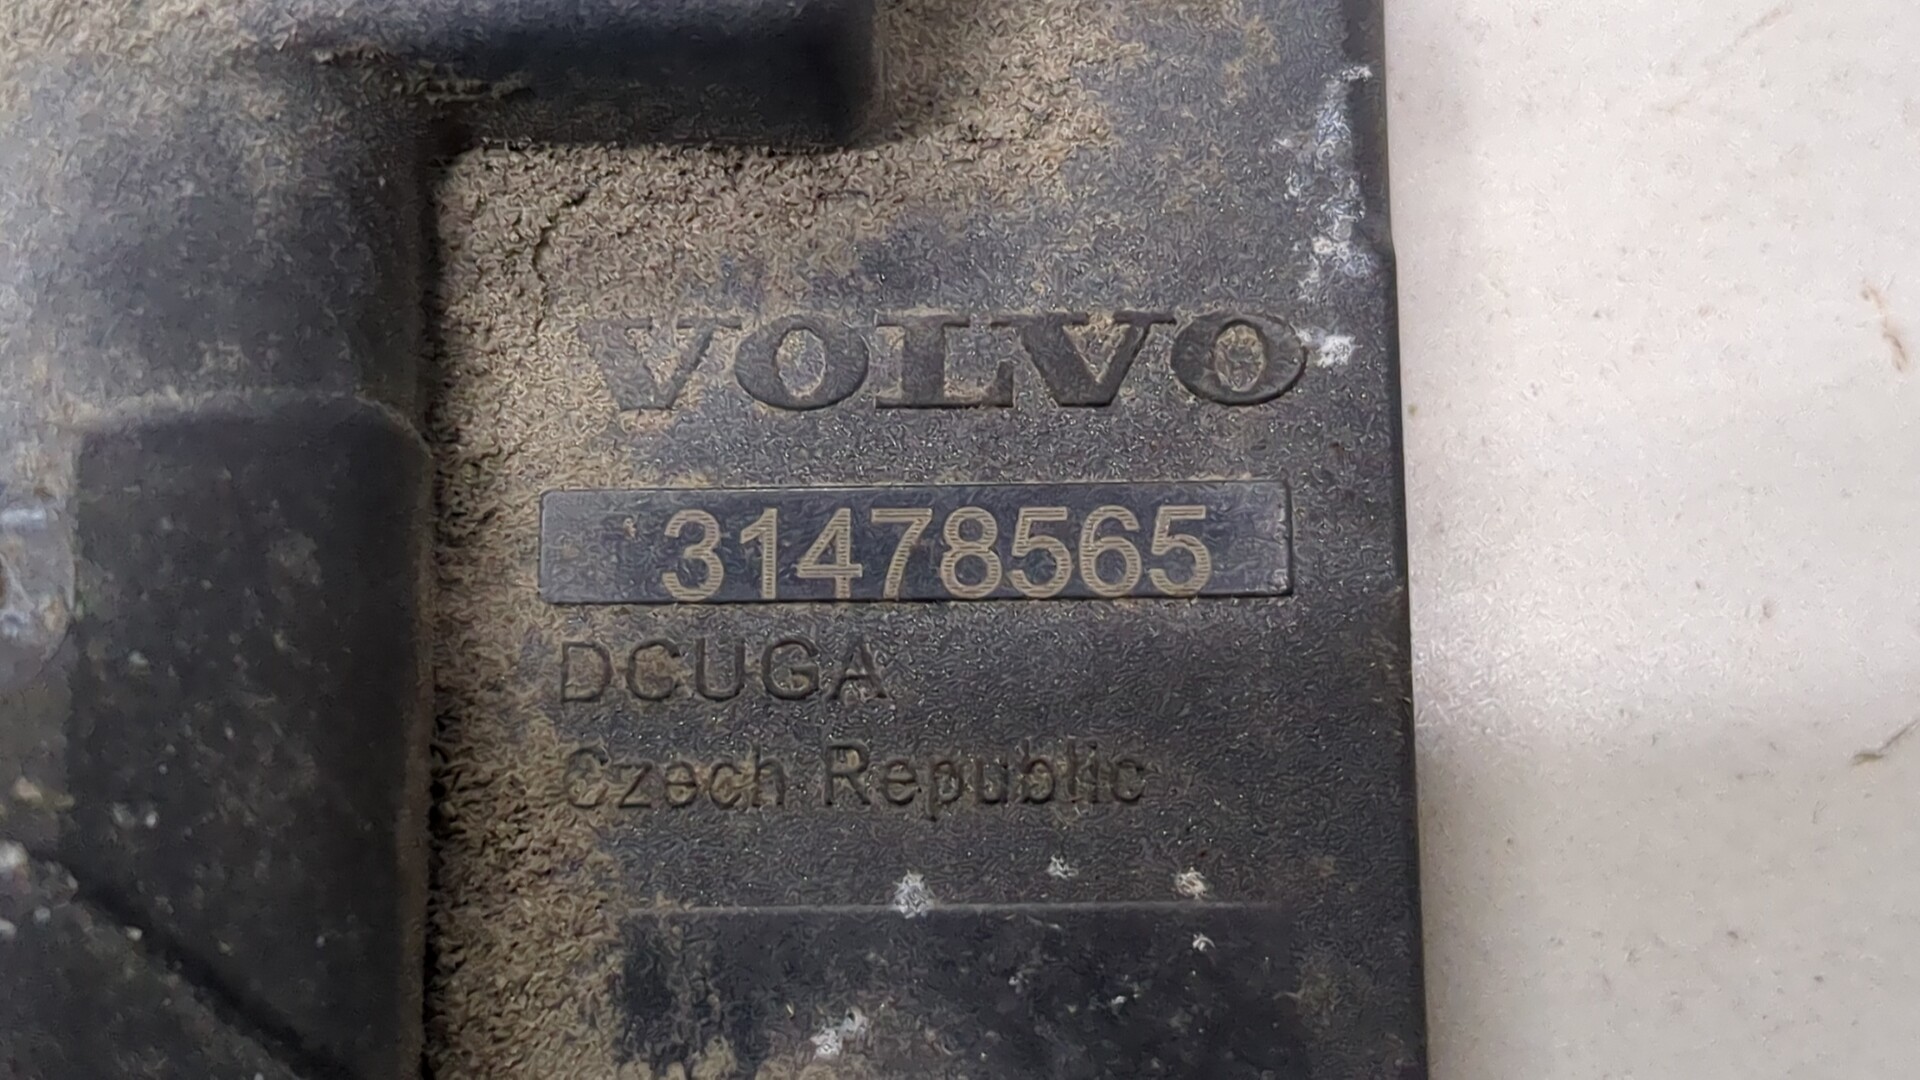 VOLVO
31478565
DCUGA
Czech Republic